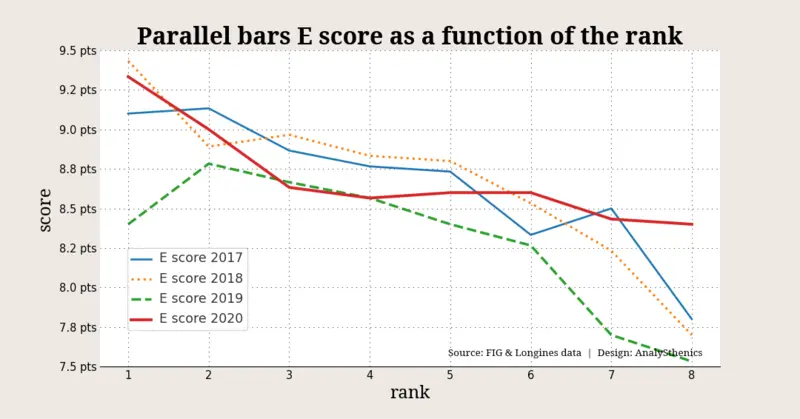 Parallel bars E score as a function of the rank
9.5 pts
9.2 pts
9.0 pts
8.8 pts
8.5 pts
8.2 pts
8.0 pts
7.8 pts
7.5 pts
score
E score 2017
E score 2018
E score 2019
E score 2020
Source: FIG & Longines data | Design: AnalySthenics
1 2 3 4 5 6 7 8
rank